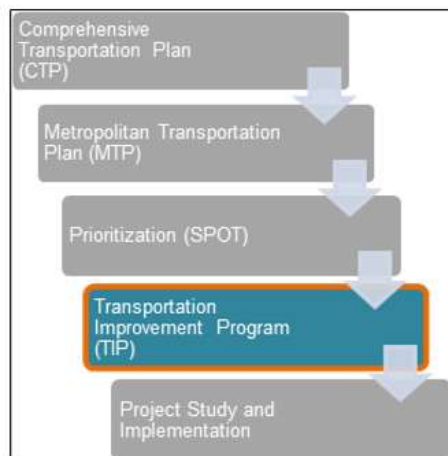 Comprehensive
Transportation Plan
(CTP)
Metropolitan Transportation
Plan (MTP)
Prioritization (SPOT)
Transportation
Improvement Program
(TIP)
Project Study and
Implementation